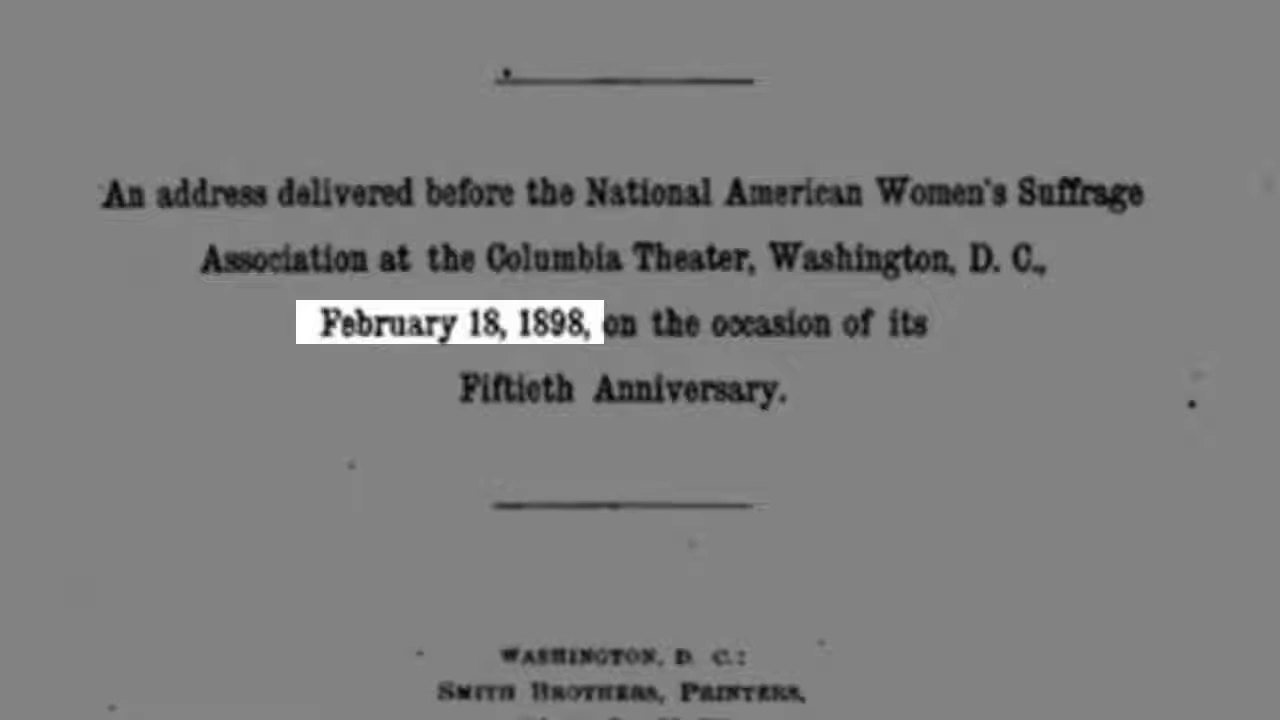 An address delivered before the National American Women's Suffrage
Association at the Columbia Theater, Washington, D. C.,
February 18, 1898, on the occasion of its
Fiftieth Anniversary.
WASHINGTON, D. C.:
SMITH BROTHERS, PRINTERS,